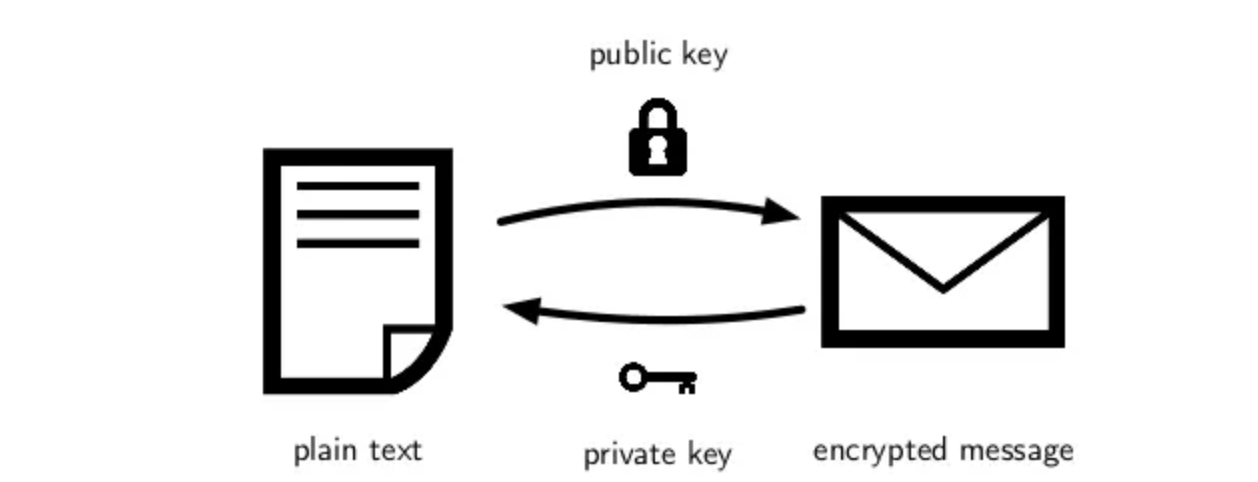 public key
plain text
private key
encrypted message